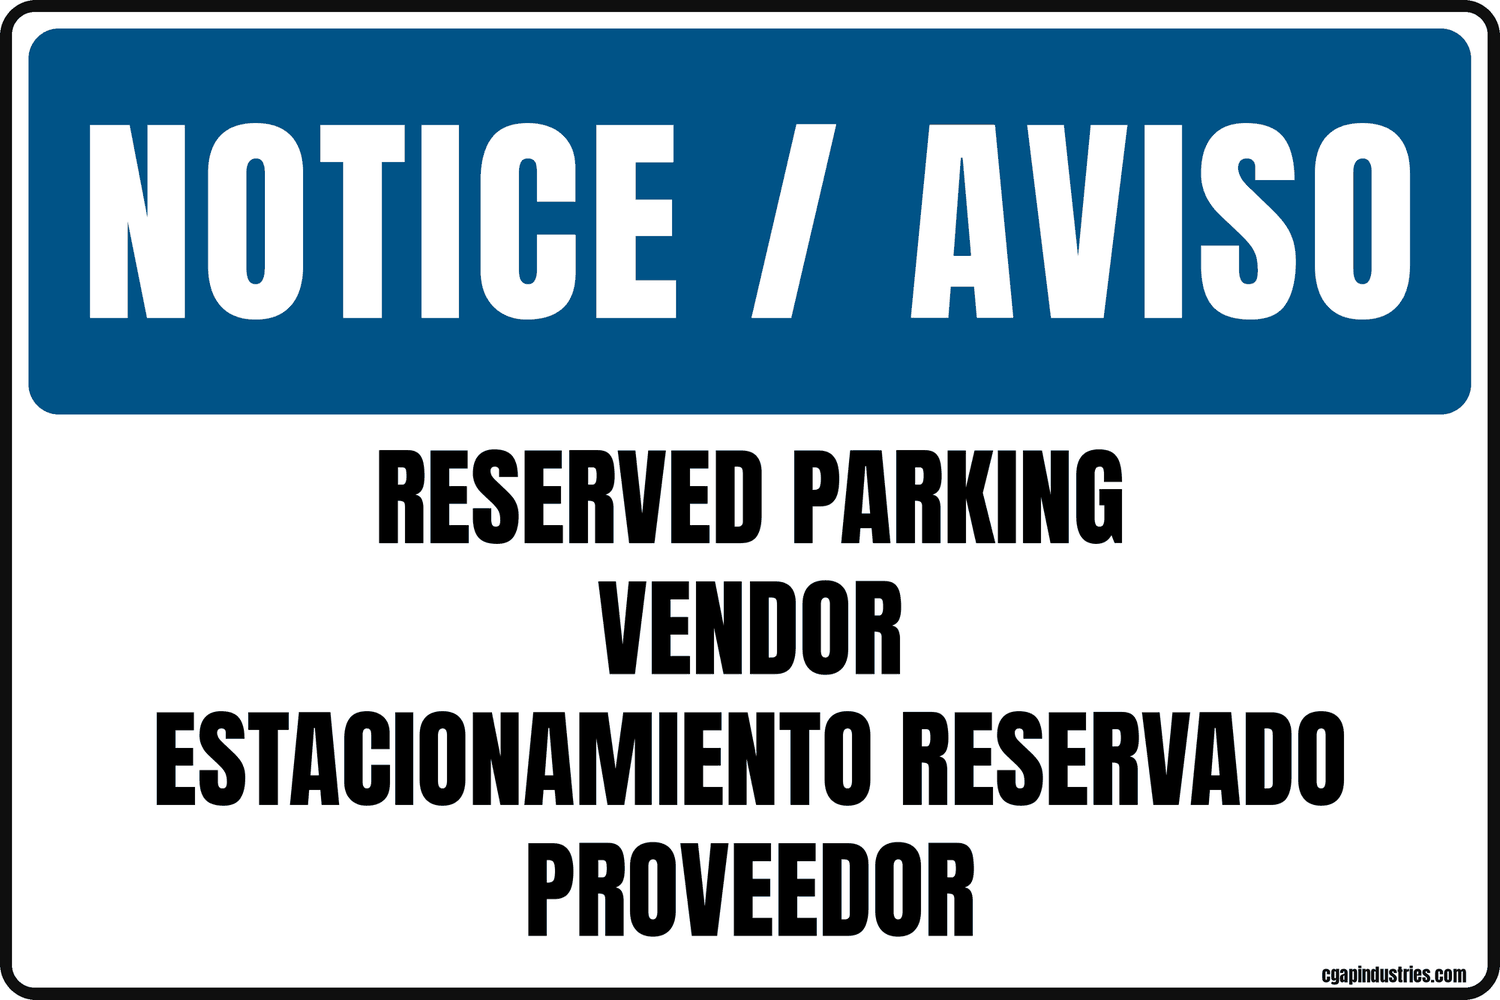 NOTICE / AVISO
RESERVED PARKING
VENDOR
ESTACIONAMIENTO RESERVADO
PROVEEDOR
cgapindustries.com